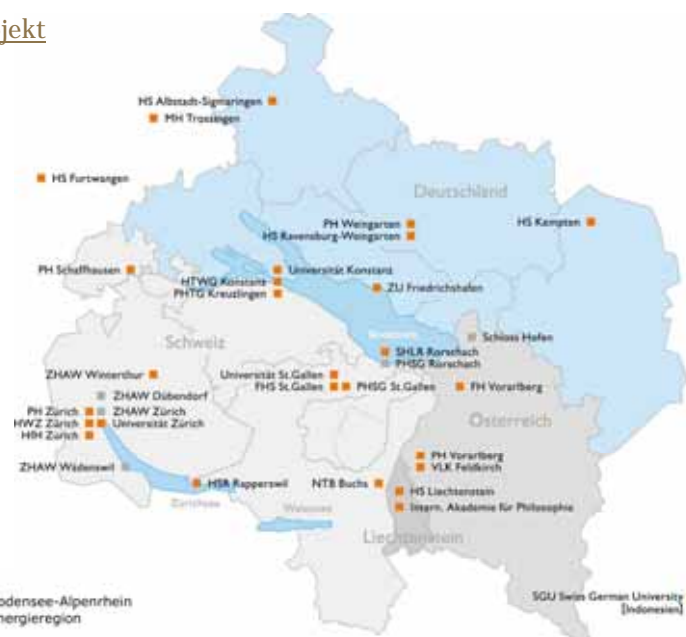 jekt
HS Albstadt-Sigmaringen
MH Trossingen
HS Furtwangen
Deutschland
PH Weingarten
HS Ravensburg-Weingarten
HS Kempten
PH Schaffhausen
Universität Konstanz
HTWG Konstanz
PHTG Kreuzlingen
ZU Friedrichshafen
Schweiz
Schloss Hofen
SHLR Rorschach
PHSG Rorschach
ZHAW Winterthur
Universität St.Gallen
FHS St.Gallen
PHSG St.Gallen
FH Vorarlberg
ZHAW Dübendorf
PH Zürich
ZHAW Zürich
HWZ Zürich
Universität Zürich
HfH Zürich
Österreich
PH Vorarlberg
VLK Feldkirch
ZHAW Wädenswil
HSR Rapperswil
NTB Buchs
HS Liechtenstein
Zürichsee
Walensee
Intern. Akademie für Philosophie
Liechtenstein
odensee-Alpenrhein
nergieregion
SGU Swiss German University
[Indonesien]